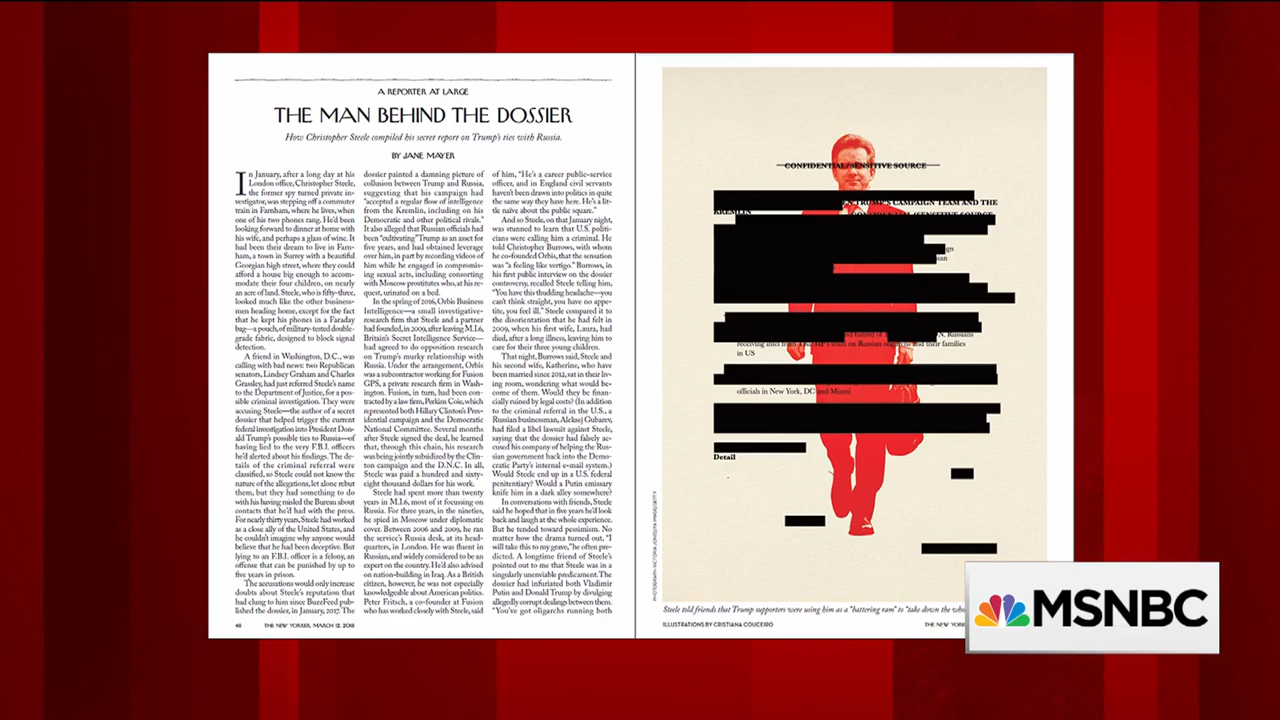 A REPORTER AT LARGE
THE MAN BEHIND THE DOSSIER
How Christopher Steele compiled his secret report on Trump's ties with Russia.
BY JANE MAYER
In January, after a long day at his
London office, Christopher Steele,
the former spy turned private in-
vestigator, was stepping off a commuter
train in Farnham, where he lives, when
one of his two phones rang. He'd been
looking forward to dinner at home with
his wife, and perhaps a glass of wine. It
had been their dream to live in Farn-
ham, a town in Surrey with a beautiful
Georgian high street, where they could
afford a house big enough to accom-
modate their four children, on nearly
an acre of land. Steele, who is fifty-three,
looked much like the other business-
men heading home, except for the fact
that he kept his phones in a Faraday
bag—a pouch, of military-tested double-
grade fabric, designed to block signal
detection.
A friend in Washington, D.C., was
calling with bad news: two Republican
senators, Lindsey Graham and Charles
Grassley, had just referred Steele's name
to the Department of Justice, for a pos-
sible criminal investigation. They were
accusing Steele—the author of a secret
dossier that helped trigger the current
federal investigation into President Don-
ald Trump's possible ties to Russia—of
having lied to the very F.B.I. officers
he'd alerted about his findings. The de-
tails of the criminal referral were
classified, so Steele could not know the
nature of the allegations, let alone rebut
them, but they had something to do
with his having misled the Bureau about
contacts that he'd had with the press.
For nearly thirty years, Steele had worked
as a close ally of the United States, and
he couldn't imagine why anyone would
believe that he had been deceptive. But
lying to an F.B.I. officer is a felony, an
offense that can be punished by up to
five years in prison.
The accusations would only increase
doubts about Steele's reputation that
had clung to him since BuzzFeed pub-
lished the dossier, in January, 2017. The
dossier painted a damning picture of
collusion between Trump and Russia,
suggesting that his campaign had
"accepted a regular flow of intelligence
from the Kremlin, including on his
Democratic and other political rivals."
It also alleged that Russian officials had
been "cultivating" Trump as an asset for
five years, and had obtained leverage
over him, in part by recording videos of
him while he engaged in compromis-
ing sexual acts, including consorting
with Moscow prostitutes who, at his re-
quest, urinated on a bed.
In the spring of 2016, Orbis Business
Intelligence—a small investigative-
research firm that Steele and a partner
had founded, in 2009, after leaving M.I.6,
Britain's Secret Intelligence Service—
had agreed to do opposition research
on Trump's murky relationship with
Russia. Under the arrangement, Orbis
was a subcontractor working for Fusion
GPS, a private research firm in Wash-
ington. Fusion, in turn, had been con-
tracted by a law firm, Perkins Coie, which
represented both Hillary Clinton's Pres-
idential campaign and the Democratic
National Committee. Several months
after Steele signed the deal, he learned
that, through this chain, his research
was being jointly subsidized by the Clin-
ton campaign and the D.N.C. In all,
Steele was paid a hundred and sixty-
eight thousand dollars for his work.
Steele had spent more than twenty
years in M.I.6, most of it focussing on
Russia. For three years, in the nineties,
he spied in Moscow under diplomatic
cover. Between 2006 and 2009, he ran
the service's Russia desk, at its head-
quarters, in London. He was fluent in
Russian, and widely considered to be an
expert on the country. He'd also advised
on nation-building in Iraq. As a British
citizen, however, he was not especially
knowledgeable about American politics.
Peter Fritsch, a co-founder at Fusion
who has worked closely with Steele, said
of him, "He's a career public-service
officer, and in England civil servants
haven't been drawn into politics in quite
the same way they have here. He's a lit-
tle naïve about the public square."
And so Steele, on that January night,
was stunned to learn that U.S. politi-
cians were calling him a criminal. He
told Christopher Burrows, with whom
he co-founded Orbis, that the sensation
was "a feeling like vertigo." Burrows, in
his first public interview on the dossier
controversy, recalled Steele telling him,
"You have this thudding headache—you
can't think straight, you have no appe-
tite, you feel ill." Steele compared it to
the disorientation that he had felt in
2009, when his first wife, Laura, had
died, after a long illness, leaving him to
care for their three young children.
That night, Burrows said, Steele and
his second wife, Katherine, who have
been married since 2012, sat in their liv-
ing room, wondering what would be-
come of them. Would they be finan-
cially ruined by legal costs? (In addition
to the criminal referral in the U.S., a
Russian businessman, Aleksej Gubarev,
had filed a libel lawsuit against Steele,
saying that the dossier had falsely ac-
cused his company of helping the Rus-
sian government hack into the Demo-
cratic Party's internal e-mail system.)
Would Steele end up in a U.S. federal
penitentiary? Would a Putin emissary
knife him in a dark alley somewhere?
In conversations with friends, Steele
said he hoped that in five years he'd look
back and laugh at the whole experience.
But he tended toward pessimism. No
matter how the drama turned out, "I
will take this to my grave," he often pre-
dicted. A longtime friend of Steele's
pointed out to me that Steele was in a
singularly unenviable predicament. The
dossier had infuriated both Vladimir
Putin and Donald Trump by divulging
allegedly corrupt dealings between them.
"You've got oligarchs running both
48 THE NEW YORKER, MARCH 12, 2018
CONFIDENTIAL/SENSITIVE SOURCE
TRUMP'S CAMPAIGN TEAM AND THE
KREMLIN
receiving intel from TRUMP's team on Russian oligarchs and their families
in US
officials in New York, DC and Miami
Detail
PHOTOGRAPH: VICTORIA JONES/PA IMAGES/GETTY
Steele told friends that Trump supporters were using him as a "battering ram" to "take down the
ILLUSTRATIONS BY CRISTIANA COUCEIRO THE NEW
MSNBC